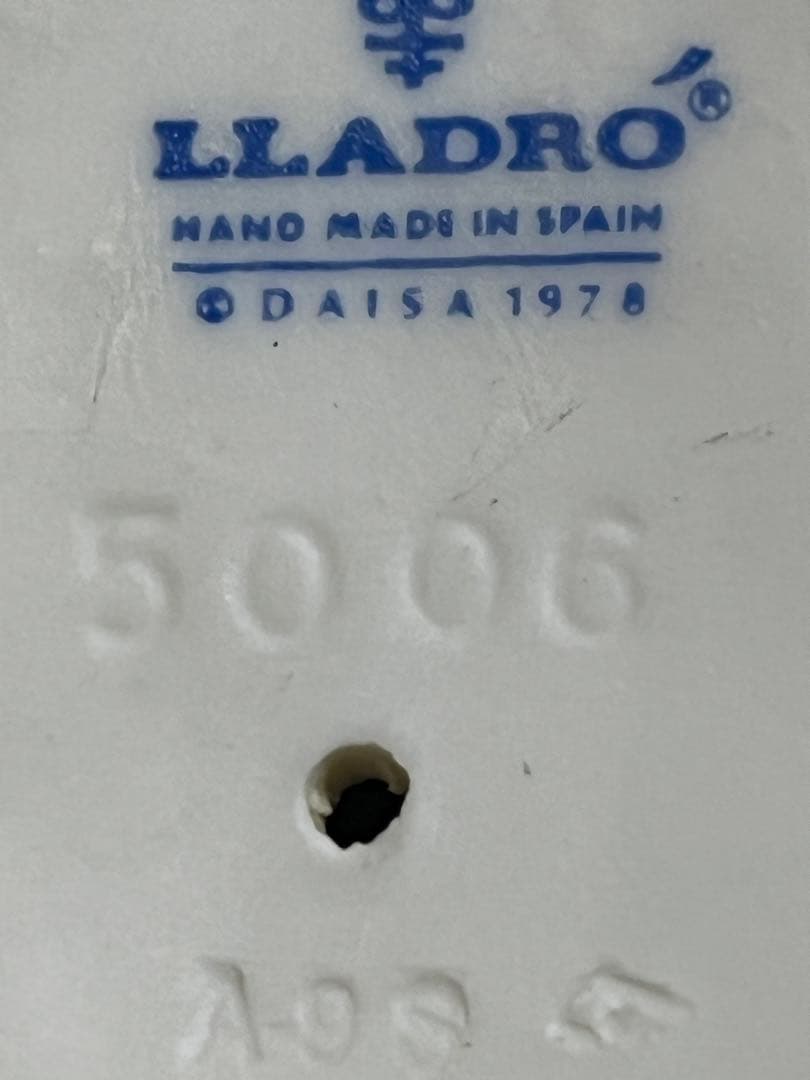 LLADRÓ®
HAND MADE IN SPAIN
© DAISA 1978
5006